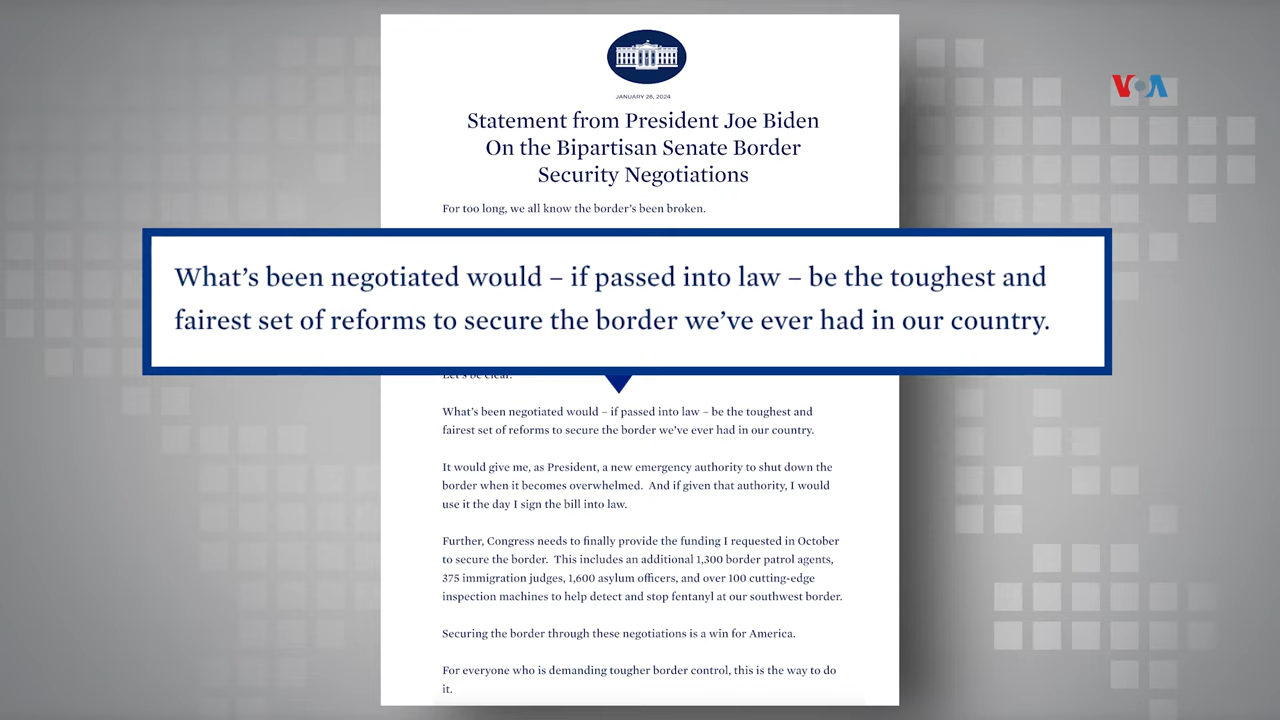 VOA
JANUARY 26, 2024
Statement from President Joe Biden
On the Bipartisan Senate Border
Security Negotiations
For too long, we all know the border's been broken.
What's been negotiated would – if passed into law – be the toughest and
fairest set of reforms to secure the border we've ever had in our country.
Let's be clear.
What's been negotiated would – if passed into law – be the toughest and
fairest set of reforms to secure the border we've ever had in our country.
It would give me, as President, a new emergency authority to shut down the
border when it becomes overwhelmed.  And if given that authority, I would
use it the day I sign the bill into law.
Further, Congress needs to finally provide the funding I requested in October
to secure the border.  This includes an additional 1,300 border patrol agents,
375 immigration judges, 1,600 asylum officers, and over 100 cutting-edge
inspection machines to help detect and stop fentanyl at our southwest border.
Securing the border through these negotiations is a win for America.
For everyone who is demanding tougher border control, this is the way to do
it.